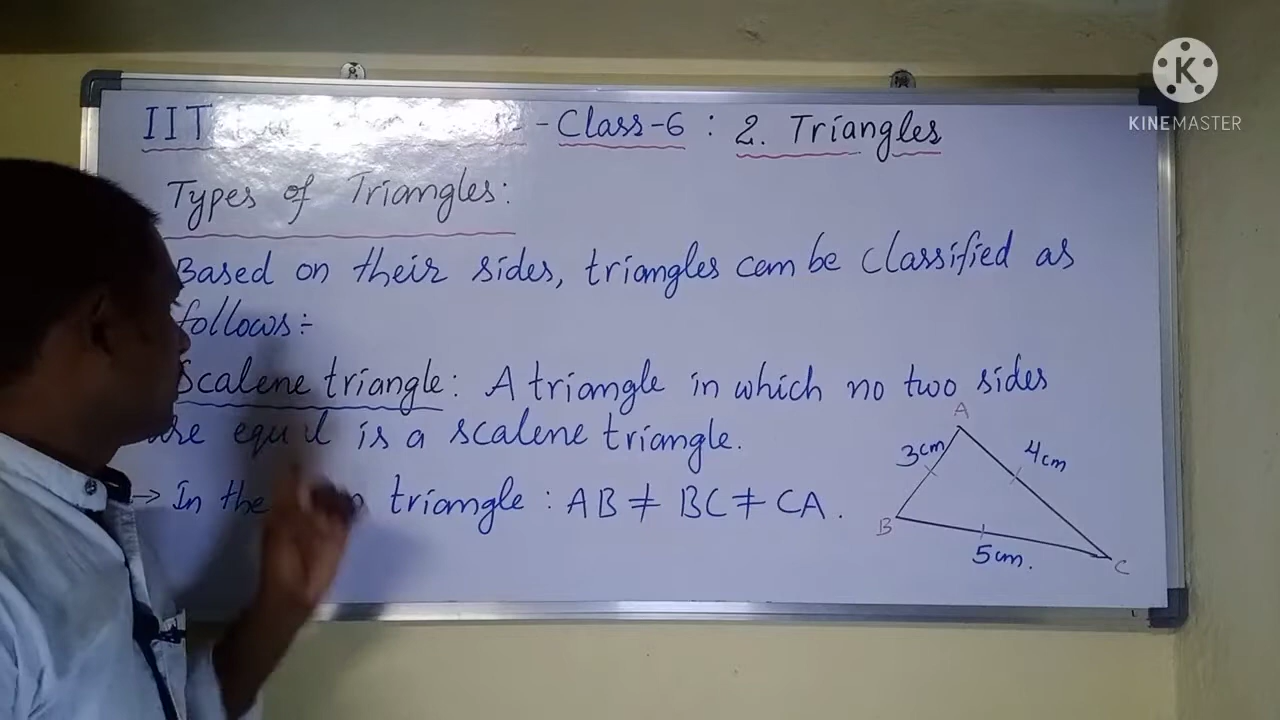 IIT - Class-6 : 2. Triangles
Types of Triangles:
Based on their sides, triangles can be classified as
follows:-
Scalene triangle: A triangle in which no two sides
are equal is a scalene triangle.
→ In the triangle : AB ≠ BC ≠ CA.
A
3cm
4cm
B
5cm.
C
K
KINEMASTER